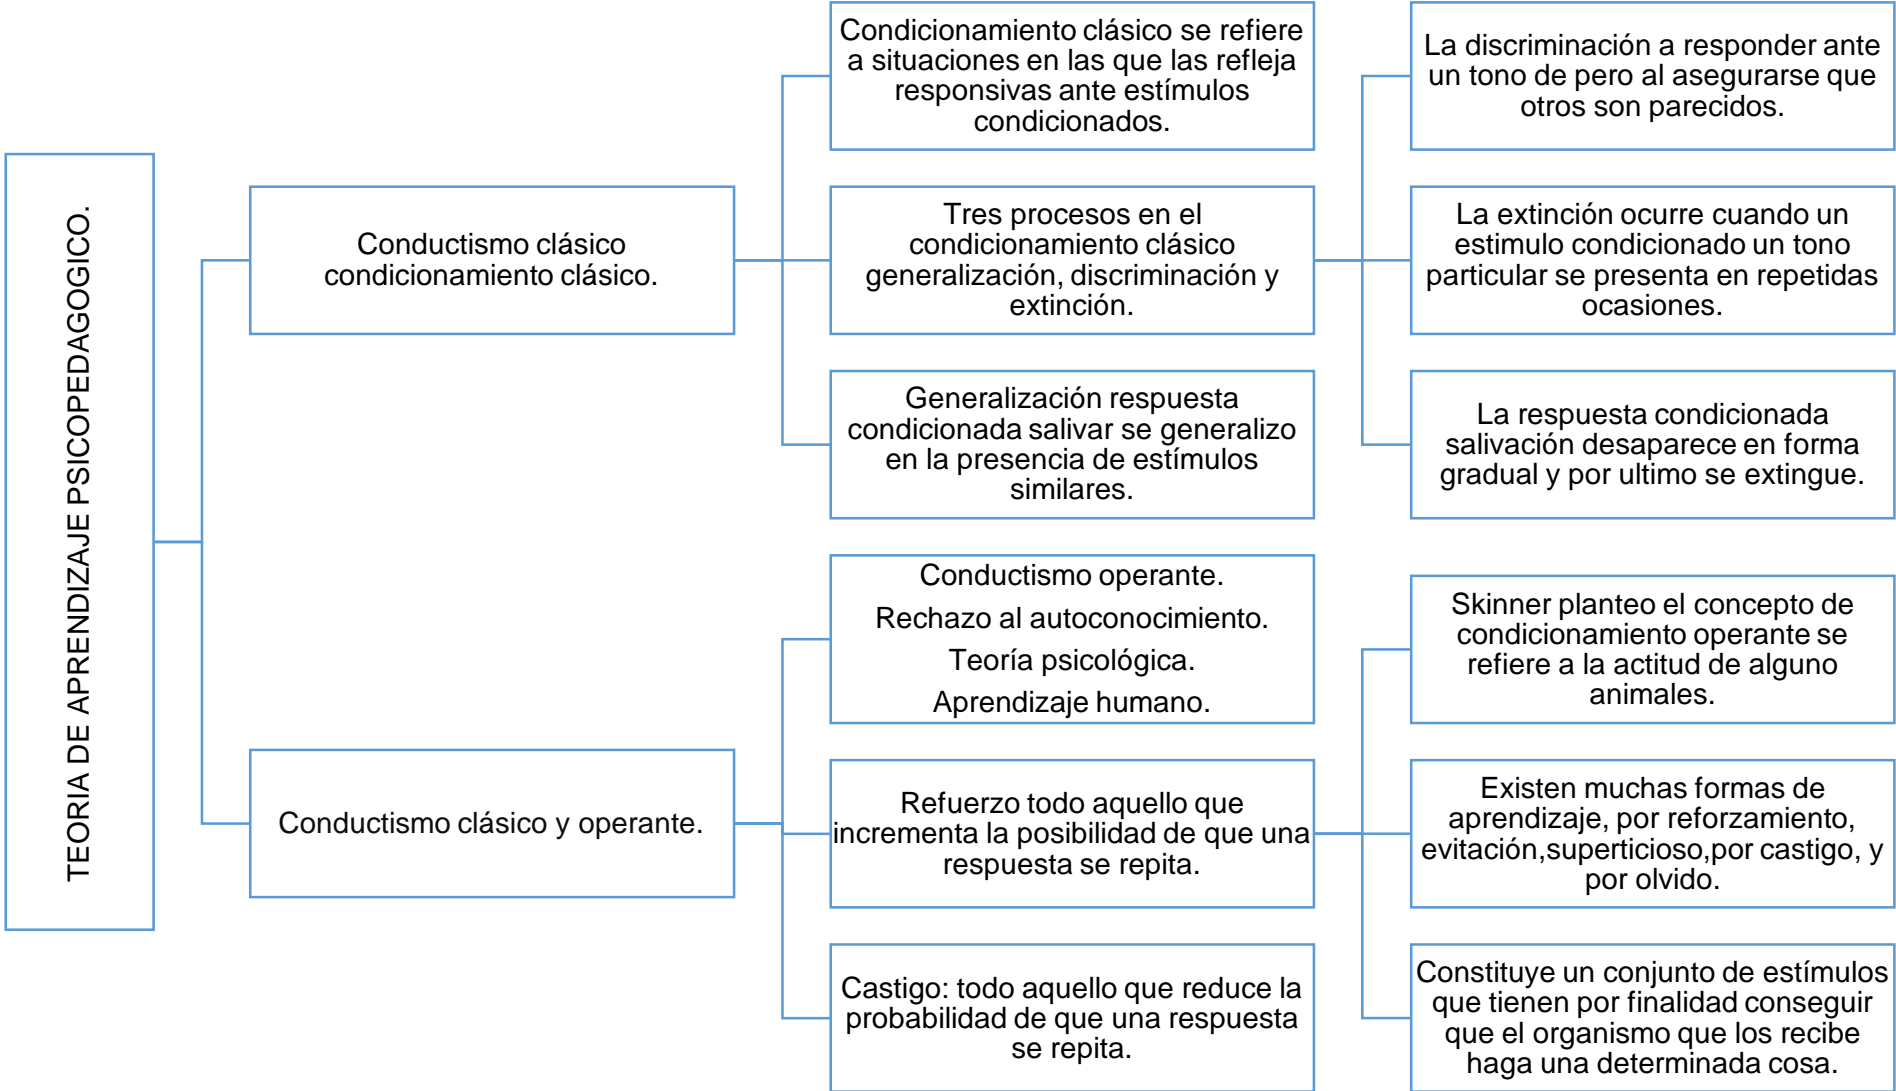 TEORIA DE APRENDIZAJE PSICOPEDAGOGICO.
Conductismo clásico
condicionamiento clásico.
Condicionamiento clásico se refiere
a situaciones en las que las refleja
responsivas ante estímulos
condicionados.
Tres procesos en el
condicionamiento clásico
generalización, discriminación y
extinción.
La discriminación a responder ante
un tono de pero al asegurarse que
otros son parecidos.
La extinción ocurre cuando un
estimulo condicionado un tono
particular se presenta en repetidas
ocasiones.
La respuesta condicionada
salivación desaparece en forma
gradual y por ultimo se extingue.
Generalización respuesta
condicionada salivar se generalizo
en la presencia de estímulos
similares.
Conductismo clásico y operante.
Conductismo operante.
Rechazo al autoconocimiento.
Teoría psicológica.
Aprendizaje humano.
Refuerzo todo aquello que
incrementa la posibilidad de que una
respuesta se repita.
Skinner planteo el concepto de
condicionamiento operante se
refiere a la actitud de alguno
animales.
Existen muchas formas de
aprendizaje, por reforzamiento,
evitación,superticioso,por castigo, y
por olvido.
Constituye un conjunto de estímulos
que tienen por finalidad conseguir
que el organismo que los recibe
haga una determinada cosa.
Castigo: todo aquello que reduce la
probabilidad de que una respuesta
se repita.